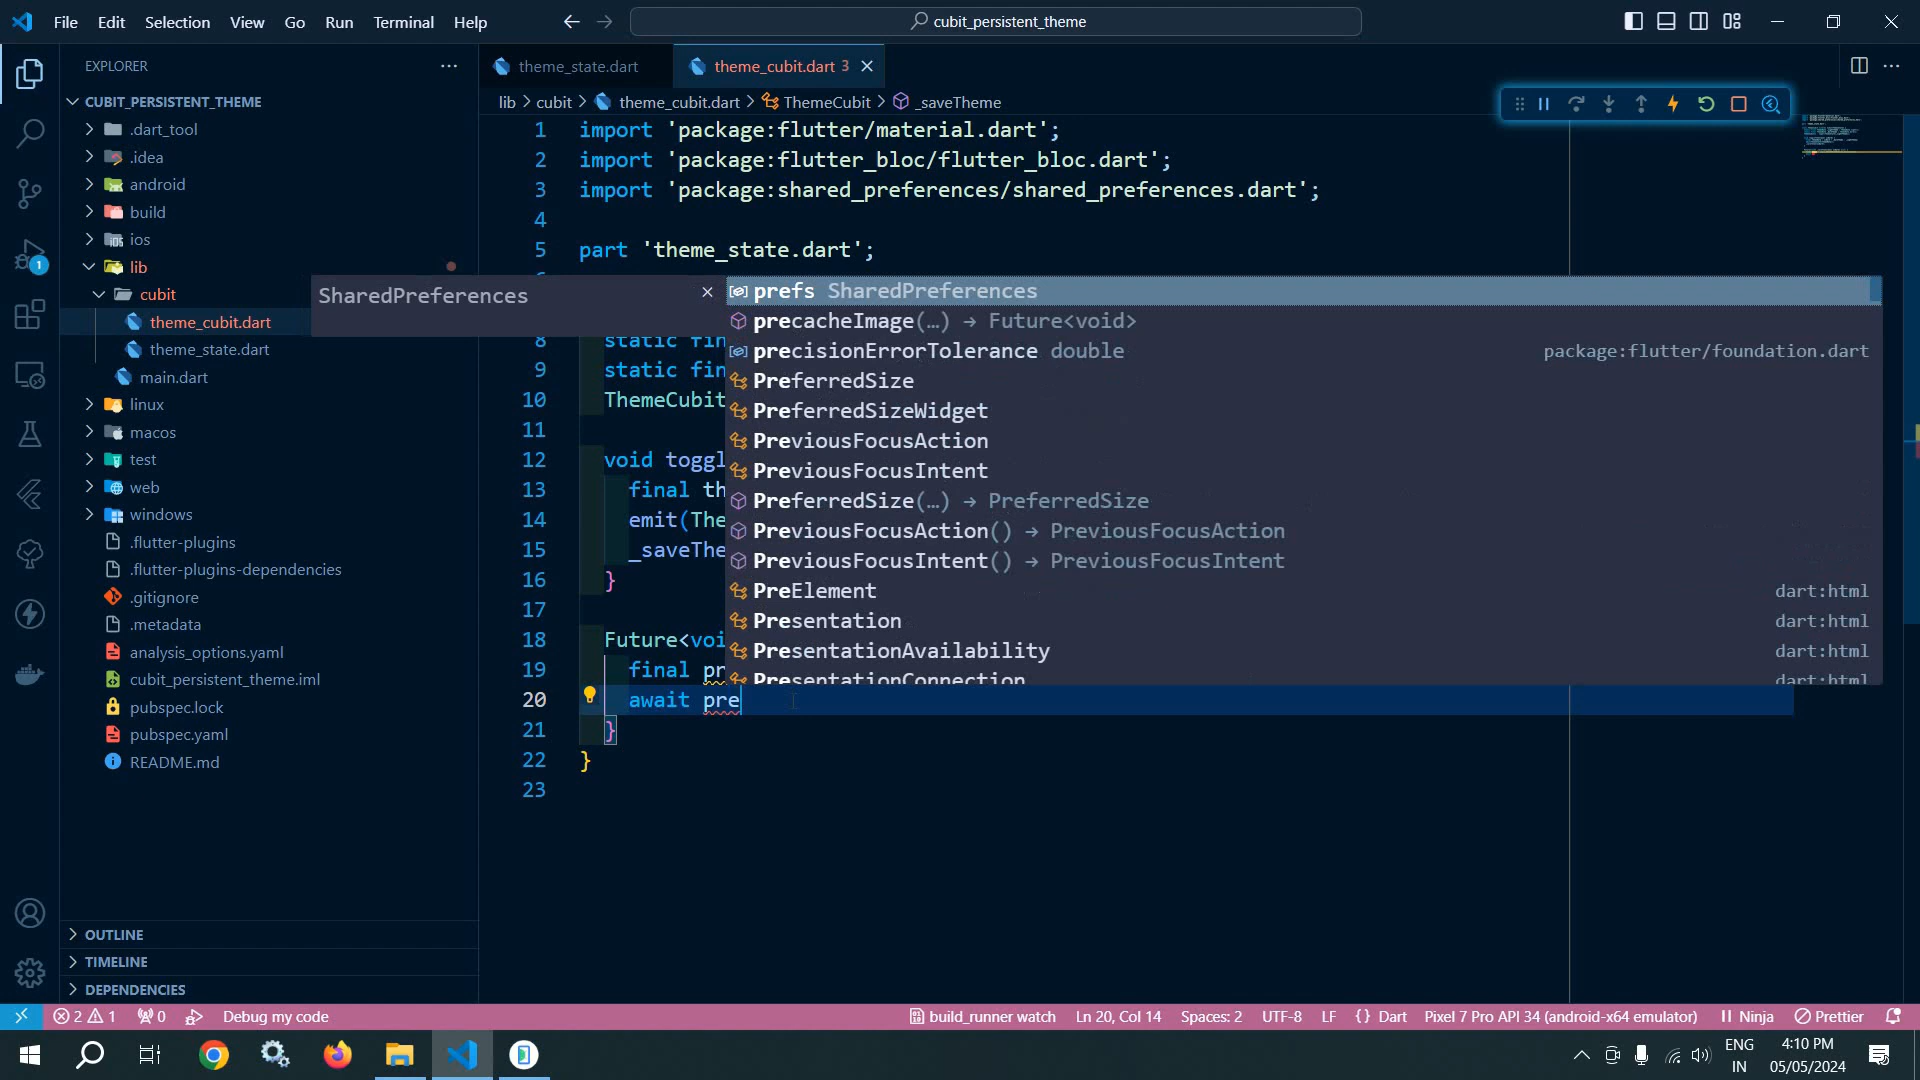 File Edit Selection View Go Run Terminal Help
cubit_persistent_theme
EXPLORER
CUBIT_PERSISTENT_THEME
.dart_tool
.idea
android
build
ios
lib
cubit
theme_cubit.dart
theme_state.dart
main.dart
linux
macos
test
web
windows
.flutter-plugins
.flutter-plugins-dependencies
.gitignore
.metadata
analysis_options.yaml
cubit_persistent_theme.iml
pubspec.lock
pubspec.yaml
README.md
OUTLINE
TIMELINE
DEPENDENCIES
1
theme_state.dart
theme_cubit.dart 3
lib > cubit > theme_cubit.dart > ThemeCubit > _saveTheme
1 import 'package:flutter/material.dart';
2 import 'package:flutter_bloc/flutter_bloc.dart';
3 import 'package:shared_preferences/shared_preferences.dart';
4
5 part 'theme_state.dart';
8 static fin
9 static fin
10 ThemeCubit
11
12 void toggl
13 final th
14 emit(The
15 _saveThe
16 }
17
18 Future<voi
19 final pr
20 await pre
21 }
22 }
23
SharedPreferences
prefs SharedPreferences
precacheImage(…) → Future<void>
precisionErrorTolerance double package:flutter/foundation.dart
PreferredSize
PreferredSizeWidget
PreviousFocusAction
PreviousFocusIntent
PreferredSize(…) → PreferredSize
PreviousFocusAction() → PreviousFocusAction
PreviousFocusIntent() → PreviousFocusIntent
PreElement dart:html
Presentation dart:html
PresentationAvailability dart:html
PresentationConnection dart:html
2 1 0 Debug my code
build_runner watch Ln 20, Col 14 Spaces: 2 UTF-8 LF { } Dart Pixel 7 Pro API 34 (android-x64 emulator) Ninja Prettier
ENG
IN
4:10 PM
05/05/2024